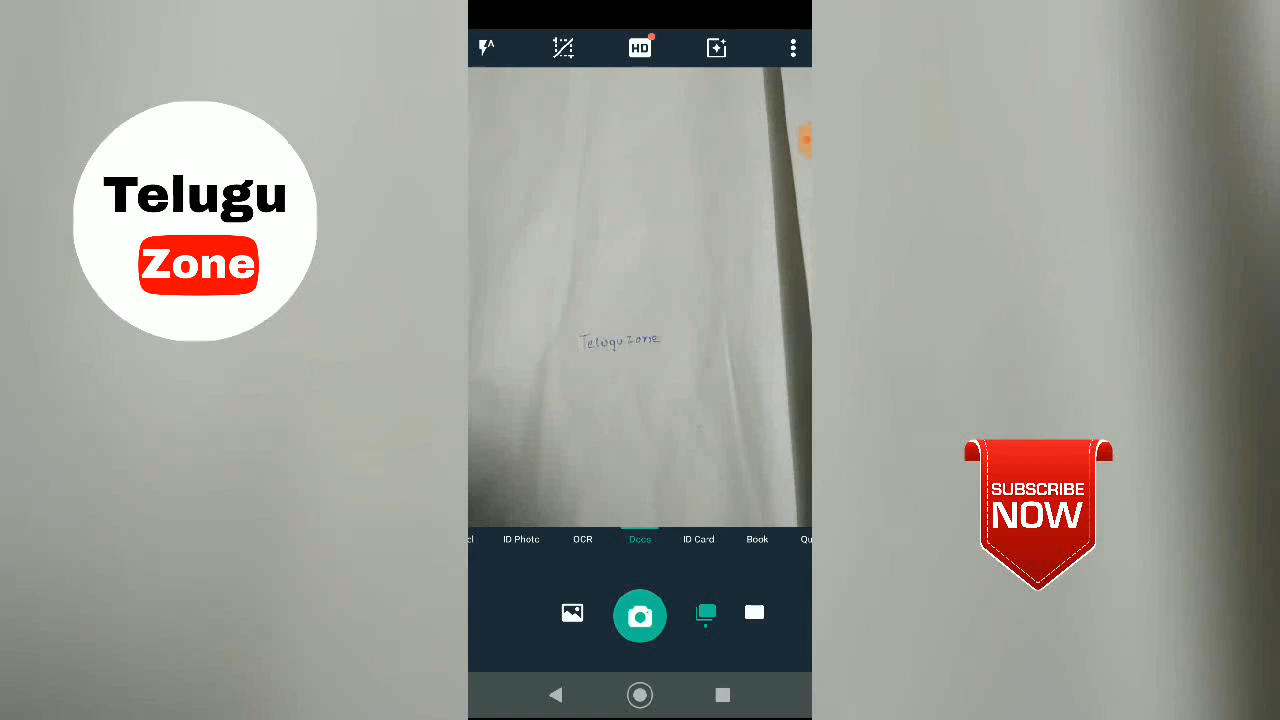 A
HD
Telugu
Zone
Telugu zone
ID Photo
OCR
Docs
ID Card
Book
SUBSCRIBE
NOW